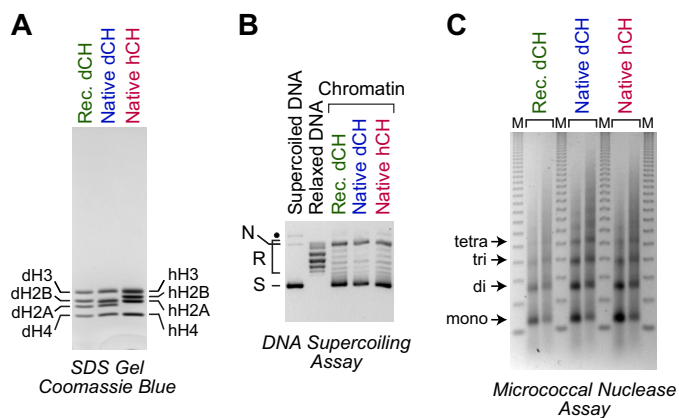 A
Rec. dCH
Native dCH
Native hCH
dH3
dH2B
dH2A
dH4
hH3
hH2B
hH2A
hH4
SDS Gel
Coomassie Blue
B
Supercoiled DNA
Relaxed DNA
Chromatin
Rec. dCH
Native dCH
Native hCH
N
R
S
DNA Supercoiling
Assay
C
Rec. dCH
Native dCH
Native hCH
M M M M
tetra
tri
di
mono
Micrococcal Nuclease
Assay